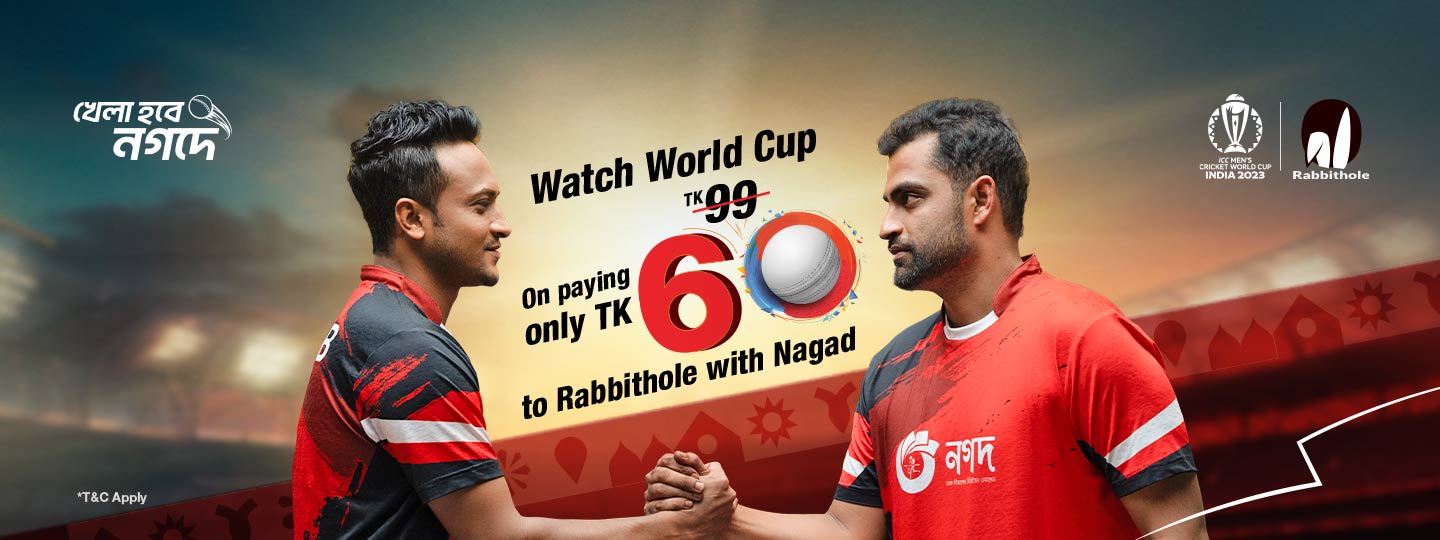 খেলা হবে
নগদে
Watch World Cup
TK 99
On paying
only TK 60
to Rabbithole with Nagad
ICC MEN'S
CRICKET WORLD CUP
INDIA 2023
Rabbithole
নগদ
*T&C Apply